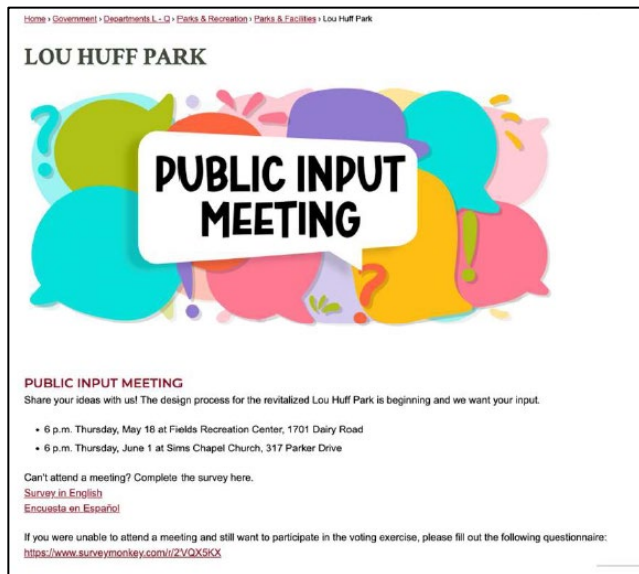 Home › Government › Departments L - Q › Parks & Recreation › Parks & Facilities › Lou Huff Park
LOU HUFF PARK
PUBLIC INPUT
MEETING
PUBLIC INPUT MEETING
Share your ideas with us! The design process for the revitalized Lou Huff Park is beginning and we want your input.
• 6 p.m. Thursday, May 18 at Fields Recreation Center, 1701 Dairy Road
• 6 p.m. Thursday, June 1 at Sims Chapel Church, 317 Parker Drive
Can't attend a meeting? Complete the survey here.
Survey in English
Encuesta en Español
If you were unable to attend a meeting and still want to participate in the voting exercise, please fill out the following questionnaire:
https://www.surveymonkey.com/r/2VQX5KX